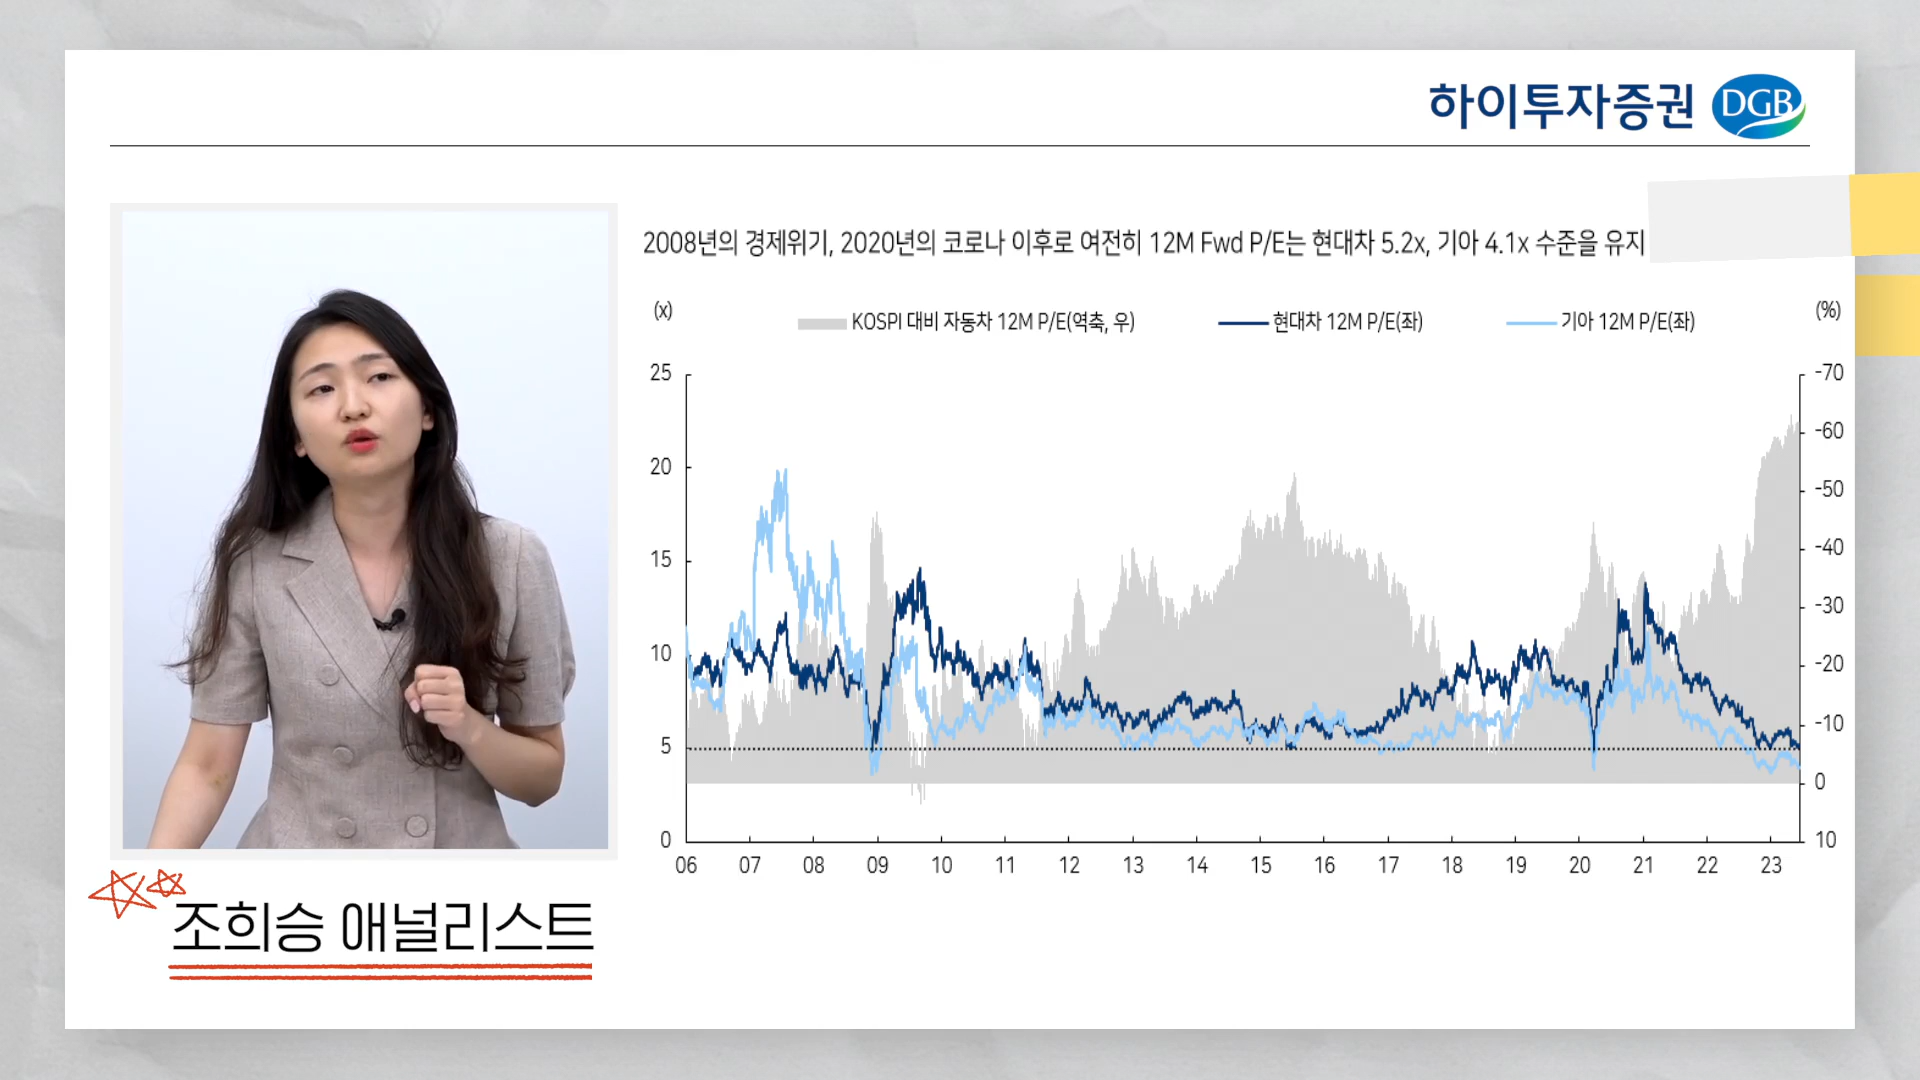 하이투자증권 DGB
2008년의 경제위기, 2020년의 코로나 이후로 여전히 12M Fwd P/E는 현대차 5.2x, 기아 4.1x 수준을 유지
(x) KOSPI 대비 자동차 12M P/E(역축, 우) 현대차 12M P/E(좌) 기아 12M P/E(좌) (%)
25 -70
-60
20
-50
15 -40
-30
10 -20
-10
5
0
0 10
06 07 08 09 10 11 12 13 14 15 16 17 18 19 20 21 22 23
조희승 애널리스트